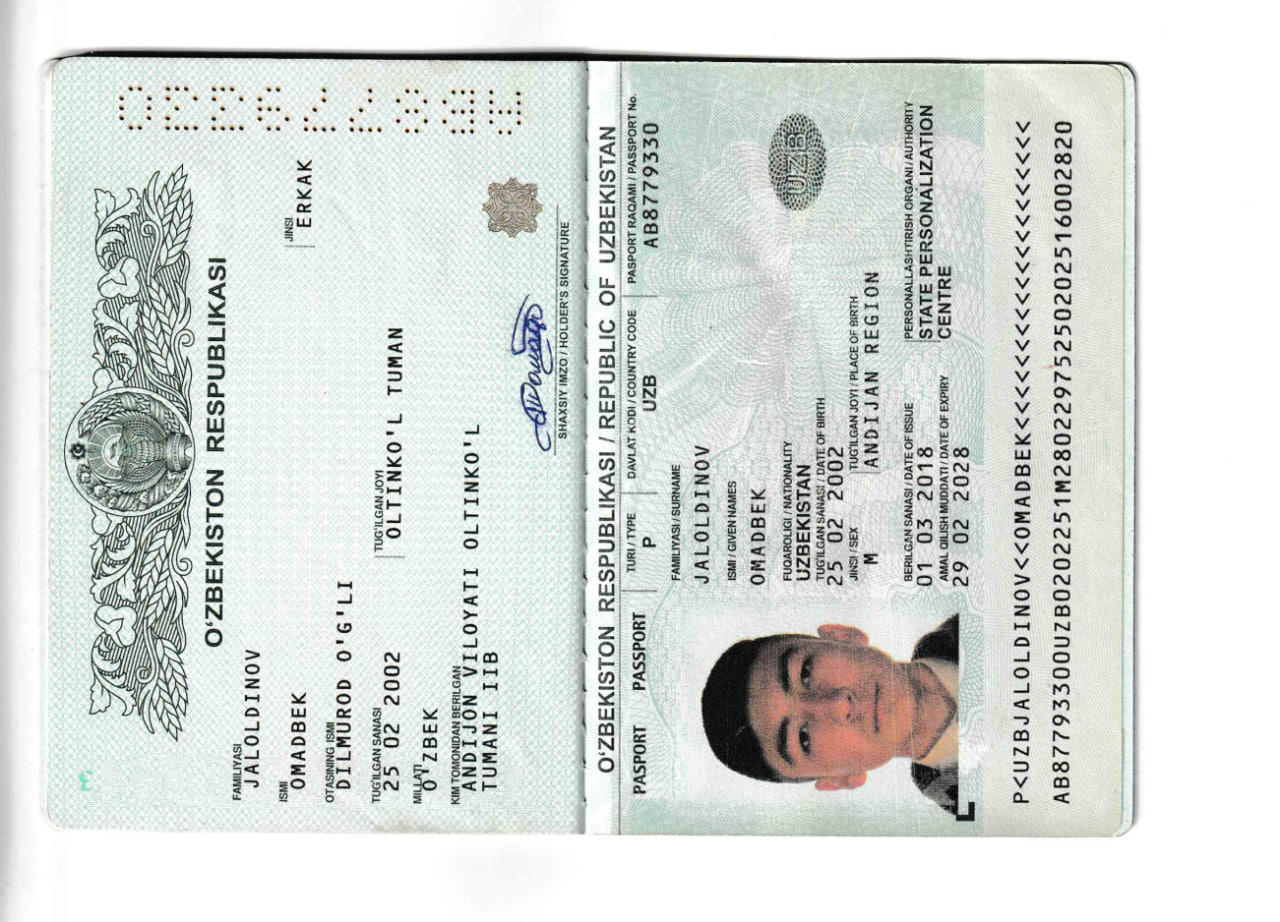 O'ZBEKISTON RESPUBLIKASI
FAMILIYASI
JALOLDINOV
ISMI
OMADBEK
OTASINING ISMI
DILMUROD O'G'LI
TUG'ILGAN SANASI
25 02 2002
TUG'ILGAN JOYI
OLTINKO'L TUMAN
JINSI
ERKAK
MILLATI
O'ZBEK
KIM TOMONIDAN BERILGAN
ANDIJON VILOYATI OLTINKO'L
TUMANI IIB
SHAXSIY IMZO / HOLDER'S SIGNATURE
O'ZBEKISTON RESPUBLIKASI / REPUBLIC OF UZBEKISTAN
PASPORT PASSPORT
TURI / TYPE
P
DAVLAT KODI / COUNTRY CODE
UZB
PASPORT RAQAMI / PASSPORT No.
AB8779330
FAMILIYASI / SURNAME
JALOLDINOV
ISMI / GIVEN NAMES
OMADBEK
FUQAROLIGI / NATIONALITY
UZBEKISTAN
TUG'ILGAN SANASI / DATE OF BIRTH
25 02 2002
JINSI / SEX
M
TUG'ILGAN JOYI / PLACE OF BIRTH
ANDIJAN REGION
UZB
BERILGAN SANASI / DATE OF ISSUE
01 03 2018
AMAL QILISH MUDDATI / DATE OF EXPIRY
29 02 2028
PERSONALLASHTIRISH ORGANI / AUTHORITY
STATE PERSONALIZATION
CENTRE
P<UZBJALOLDINOV<<OMADBEK<<<<<<<<<<<<<<<<<<<<
AB87793300UZB0202251M28022975250202516002820